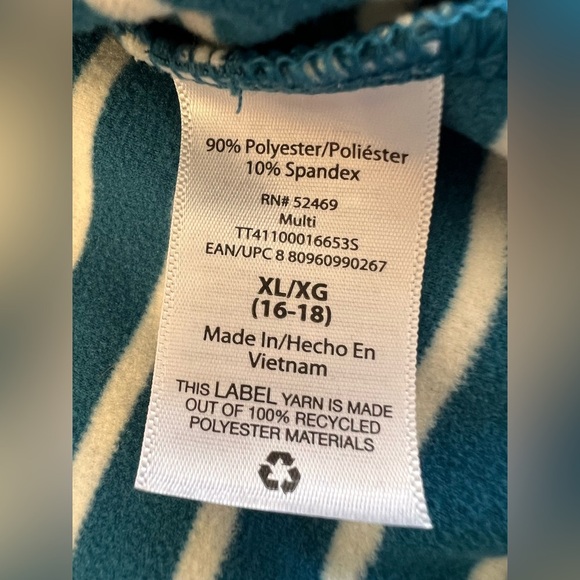 90% Polyester/Poliéster
10% Spandex
RN# 52469
Multi
TT41100016653S
EAN/UPC 8 80960990267
XL/XG
(16-18)
Made In/Hecho En
Vietnam
THIS LABEL YARN IS MADE
OUT OF 100% RECYCLED
POLYESTER MATERIALS